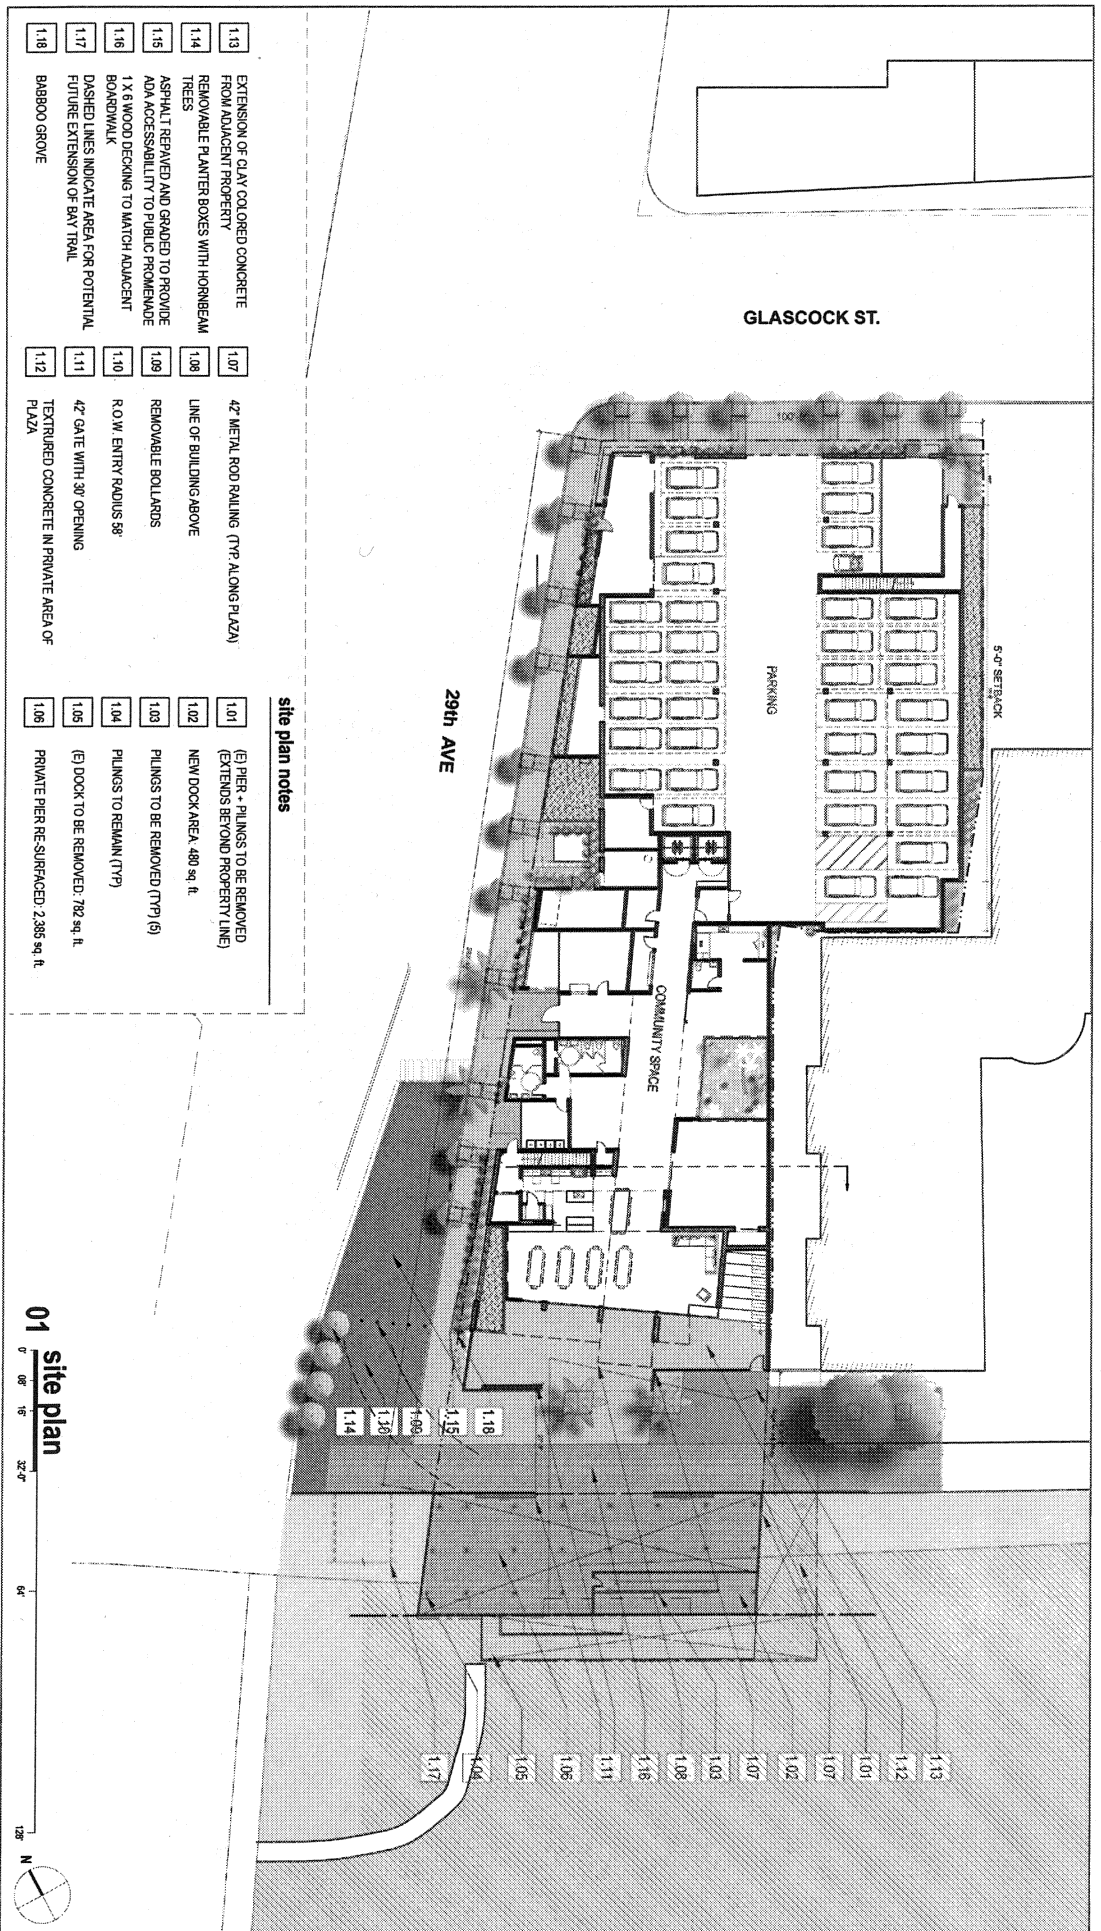 GLASCOCK ST.
100'
5'-0" SETBACK
PARKING
29th AVE
COMMUNITY SPACE
1.14
1.09
1.15
1.18
1.17
1.04
1.05
1.06
1.11
1.16
1.08
1.03
1.07
1.02
1.07
1.01
1.12
1.13
site plan notes
1.01 (E) PIER + PILINGS TO BE REMOVED
(EXTENDS BEYOND PROPERTY LINE)
1.02 NEW DOCK AREA: 480 sq. ft.
1.03 PILINGS TO BE REMOVED (TYP) (5)
1.04 PILINGS TO REMAIN (TYP)
1.05 (E) DOCK TO BE REMOVED: 782 sq. ft.
1.06 PRIVATE PIER RE-SURFACED: 2,385 sq. ft.
1.07 42" METAL ROD RAILING (TYP. ALONG PLAZA)
1.08 LINE OF BUILDING ABOVE
1.09 REMOVABLE BOLLARDS
1.10 R.O.W. ENTRY RADIUS 58'
1.11 42" GATE WITH 30' OPENING
1.12 TEXTRURED CONCRETE IN PRIVATE AREA OF
PLAZA
1.13 EXTENSION OF CLAY COLORED CONCRETE
FROM ADJACENT PROPERTY
1.14 REMOVABLE PLANTER BOXES WITH HORNBEAM
TREES
1.15 ASPHALT REPAVED AND GRADED TO PROVIDE
ADA ACCESSABILITY TO PUBLIC PROMENADE
1.16 1 X 6 WOOD DECKING TO MATCH ADJACENT
BOARDWALK
1.17 DASHED LINES INDICATE AREA FOR POTENTIAL
FUTURE EXTENSION OF BAY TRAIL
1.18 BABBOO GROVE
01 site plan
0' 08' 16' 32'-0" 64' 128'
N